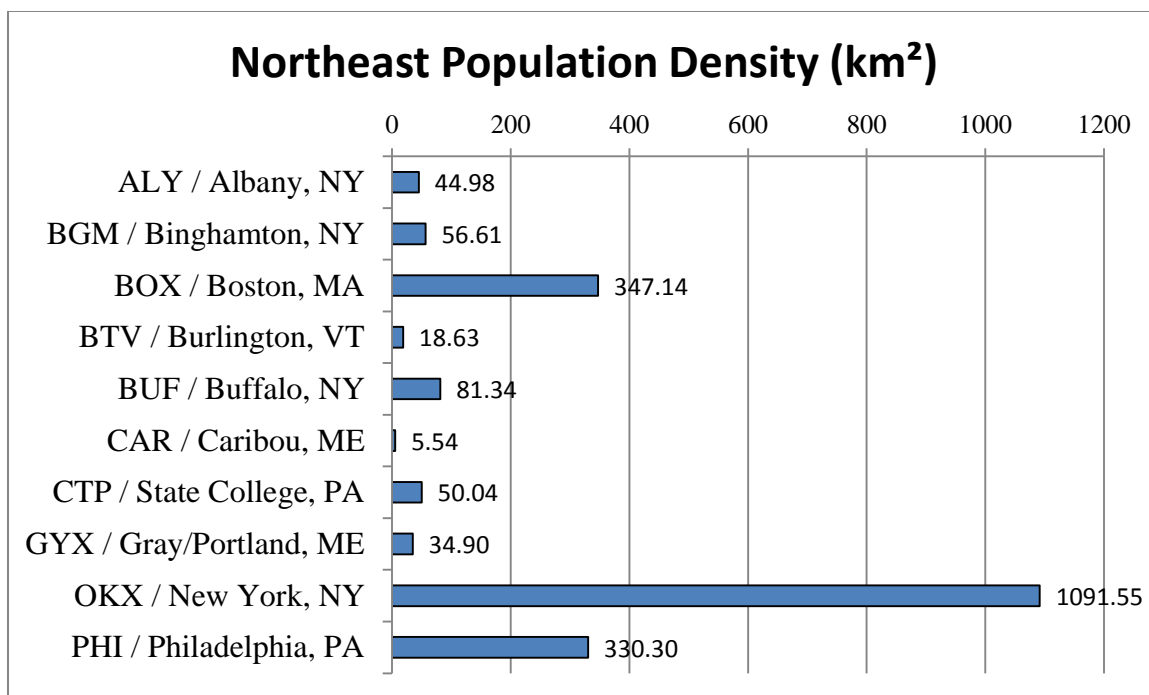 Northeast Population Density (km²)
0 200 400 600 800 1000 1200
ALY / Albany, NY 44.98
BGM / Binghamton, NY 56.61
BOX / Boston, MA 347.14
BTV / Burlington, VT 18.63
BUF / Buffalo, NY 81.34
CAR / Caribou, ME 5.54
CTP / State College, PA 50.04
GYX / Gray/Portland, ME 34.90
OKX / New York, NY 1091.55
PHI / Philadelphia, PA 330.30